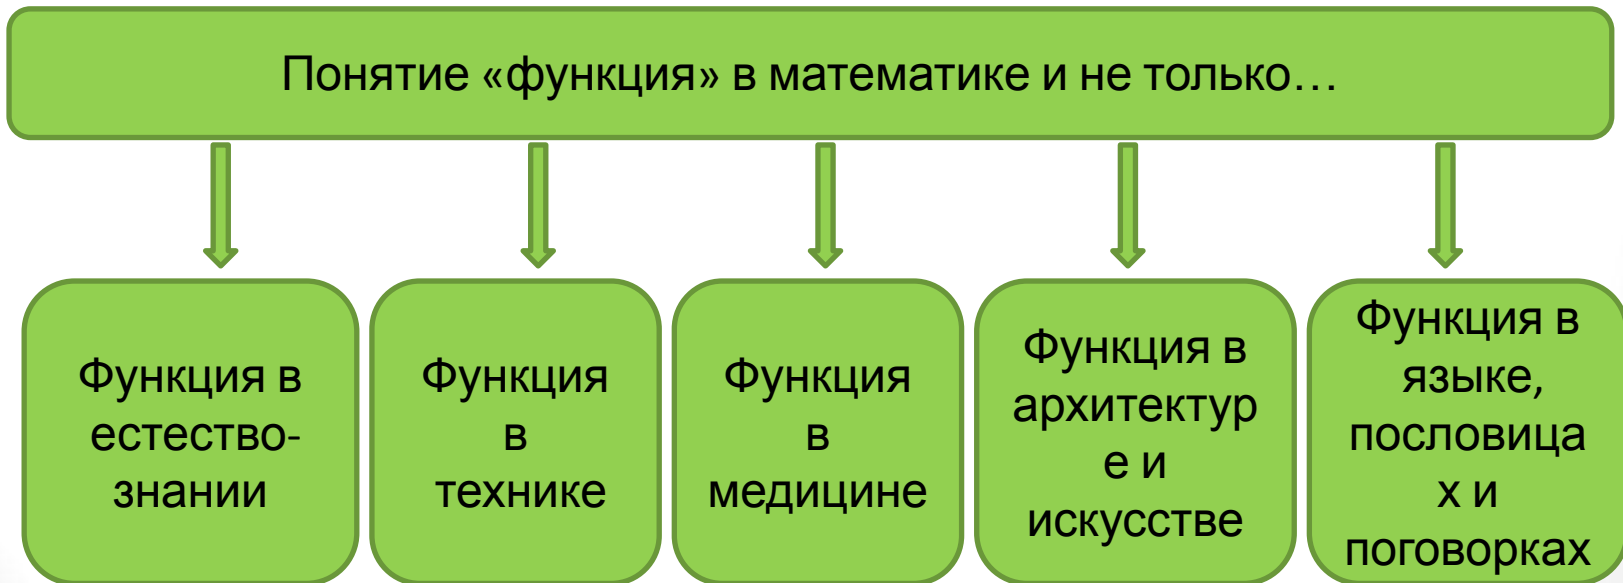 Понятие «функция» в математике и не только…
Функция в
естество-
знании
Функция
в
технике
Функция
в
медицине
Функция в
архитектур
е и
искусстве
Функция в
языке,
пословица
х и
поговорках